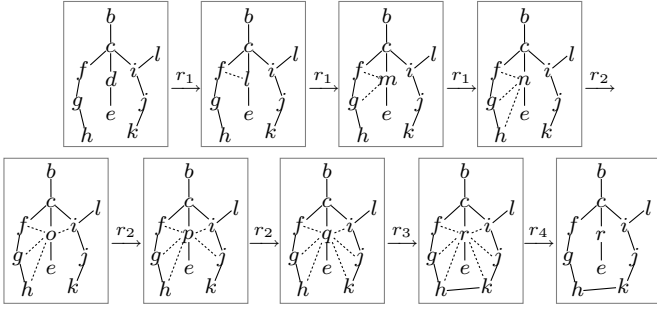 b b b b
c l c l c l c l
f d i f l i f m i f n i
r₁ r₁ r₁ r₂
g e j g e j g e j g e j
h k h k h k h k
b b b b b
c l c l c l c l c l
f o i f p i f q i f r i f r i
r₂ r₂ r₃ r₄
g e j g e j g e j g e j g e j
h k h k h k h k h k